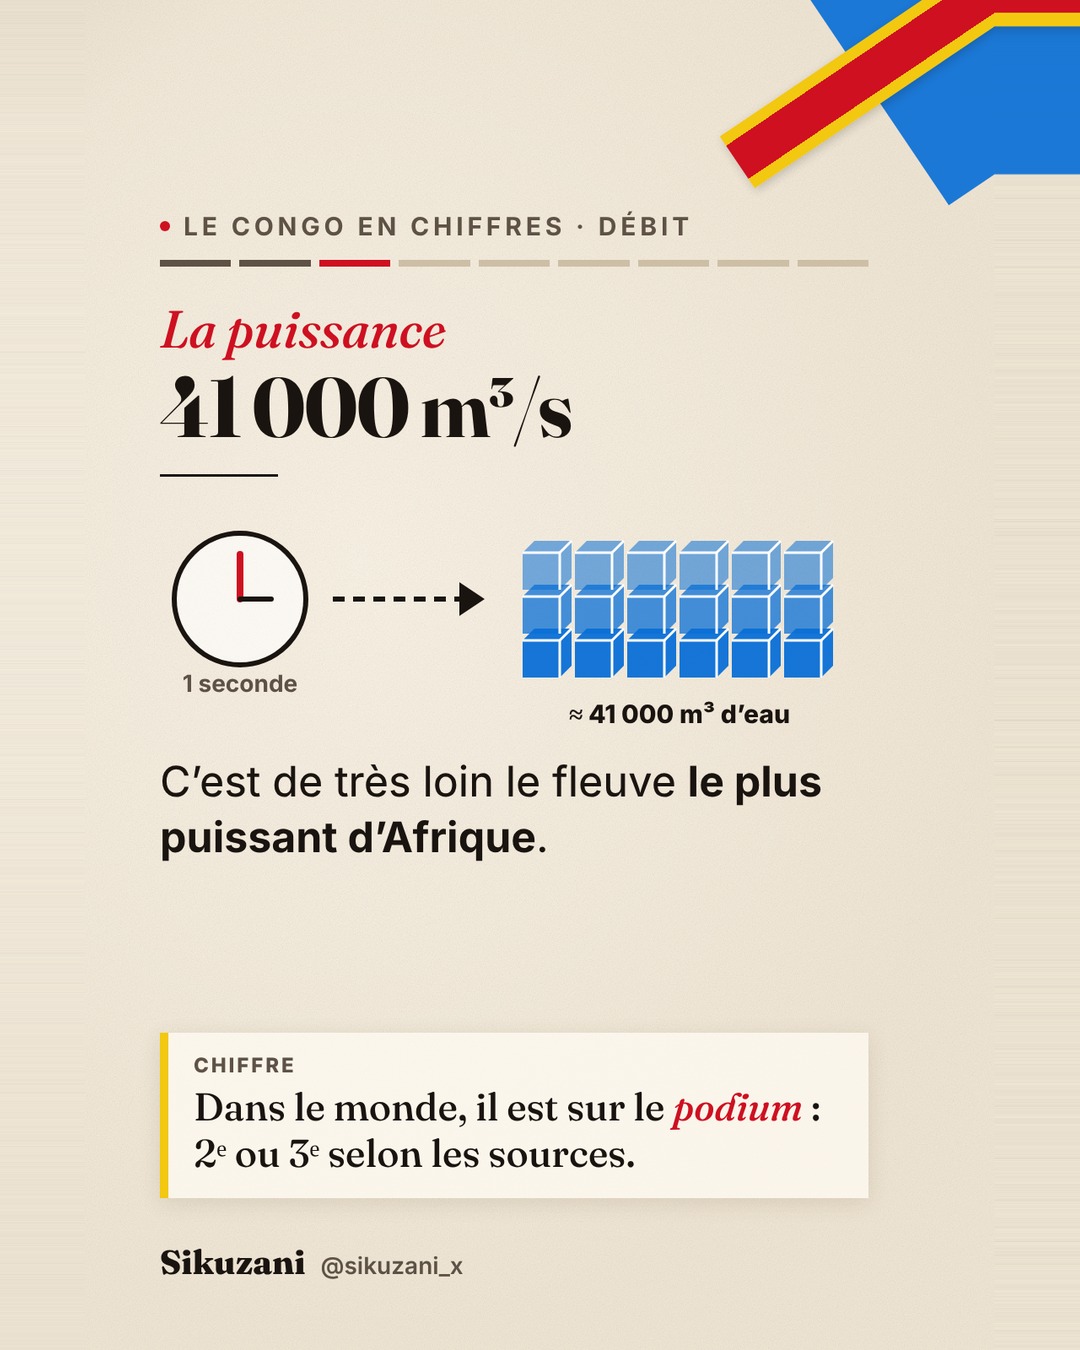 • LE CONGO EN CHIFFRES · DÉBIT
La puissance
41 000 m³/s
1 seconde
≈ 41 000 m³ d’eau
C’est de très loin le fleuve le plus
puissant d’Afrique.
CHIFFRE
Dans le monde, il est sur le podium :
2ᵉ ou 3ᵉ selon les sources.
Sikuzani @sikuzani_x